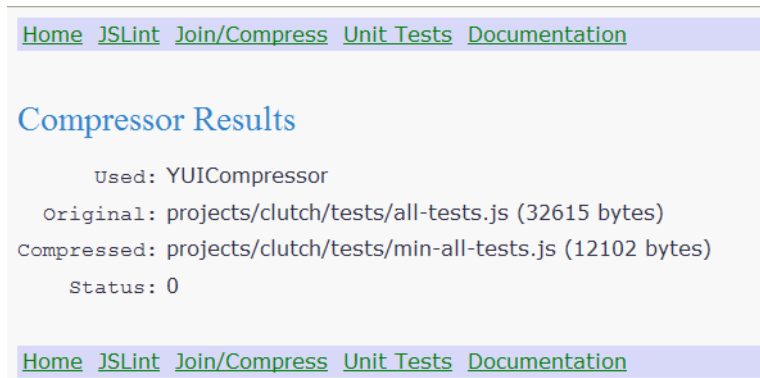 Home JSLint Join/Compress Unit Tests Documentation
Compressor Results
Used: YUICompressor
Original: projects/clutch/tests/all-tests.js (32615 bytes)
Compressed: projects/clutch/tests/min-all-tests.js (12102 bytes)
Status: 0
Home JSLint Join/Compress Unit Tests Documentation